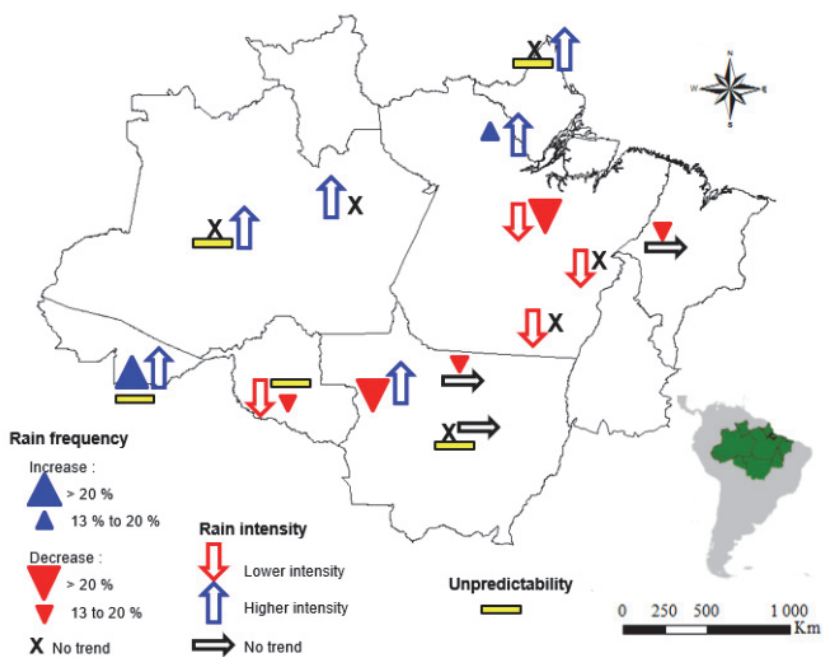 N
W E
S
Rain frequency
Increase :
> 20 %
13 % to 20 %
Decrease :
> 20 %
13 to 20 %
X No trend
Rain intensity
Lower intensity
Higher intensity
No trend
Unpredictability
0 250 500 1 000
Km
X
X
X
X
X
X